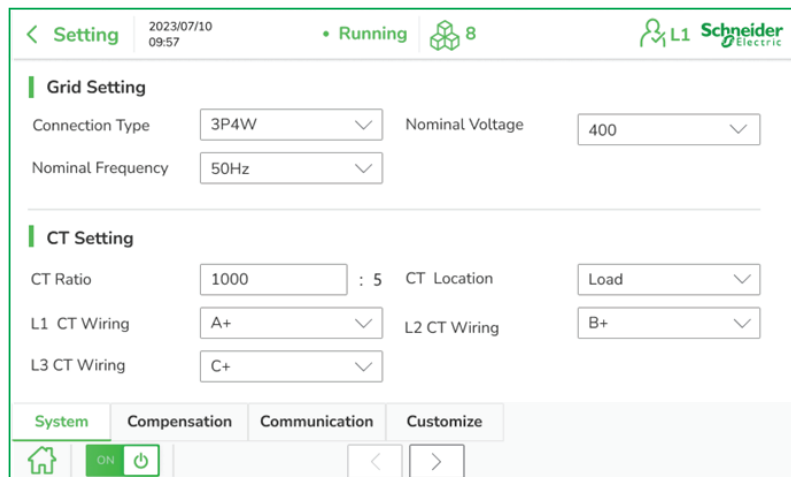 Setting
2023/07/10
09:57
• Running
8
L1
Schneider
Electric
Grid Setting
Connection Type 3P4W Nominal Voltage 400
Nominal Frequency 50Hz
CT Setting
CT Ratio 1000 : 5 CT Location Load
L1 CT Wiring A+ L2 CT Wiring B+
L3 CT Wiring C+
System Compensation Communication Customize
ON